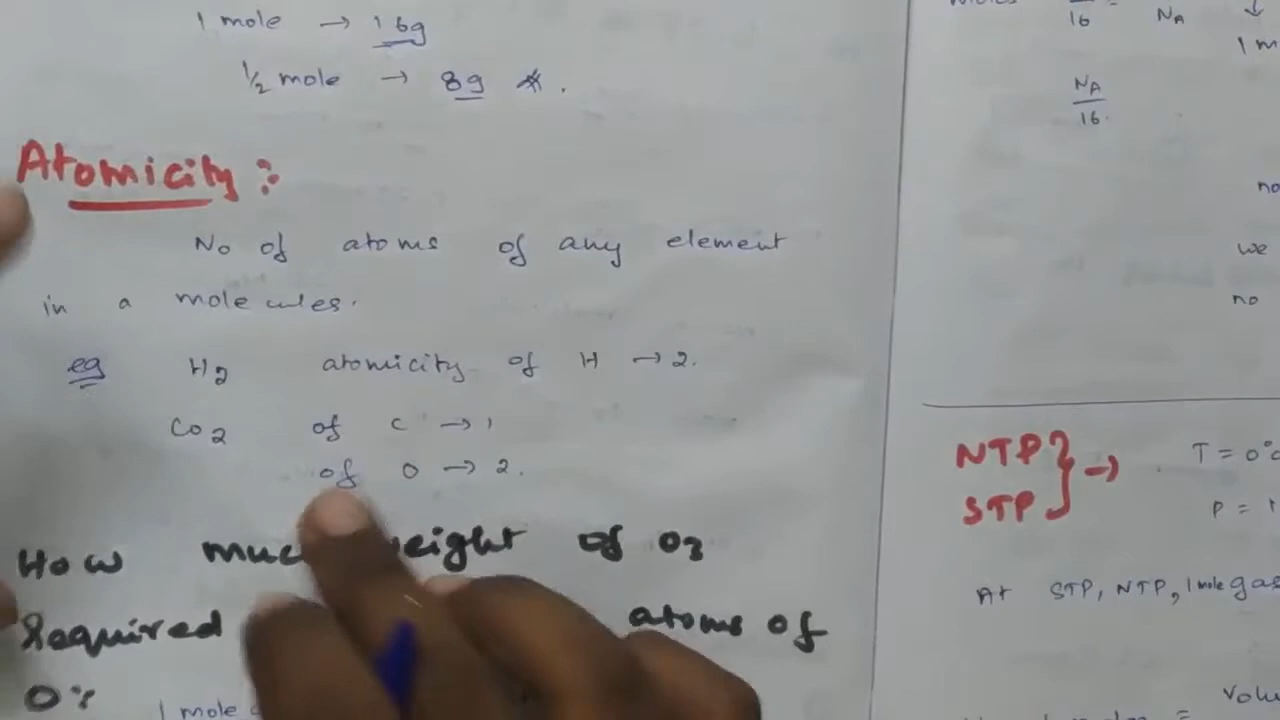 1 mole → 16g
1/2 mole → 8g
Atomicity :
No of atoms of any element
in a molecules.
eg H2 atomicity of H → 2.
CO2 of C → 1
of O → 2.
How weight of O3
required atoms of
O:
1 mole
16 NA
NA
16.
no
we
no
NTP
STP } →
T = 0°C
P = 1
At STP, NTP, 1 mole gas
volu
=